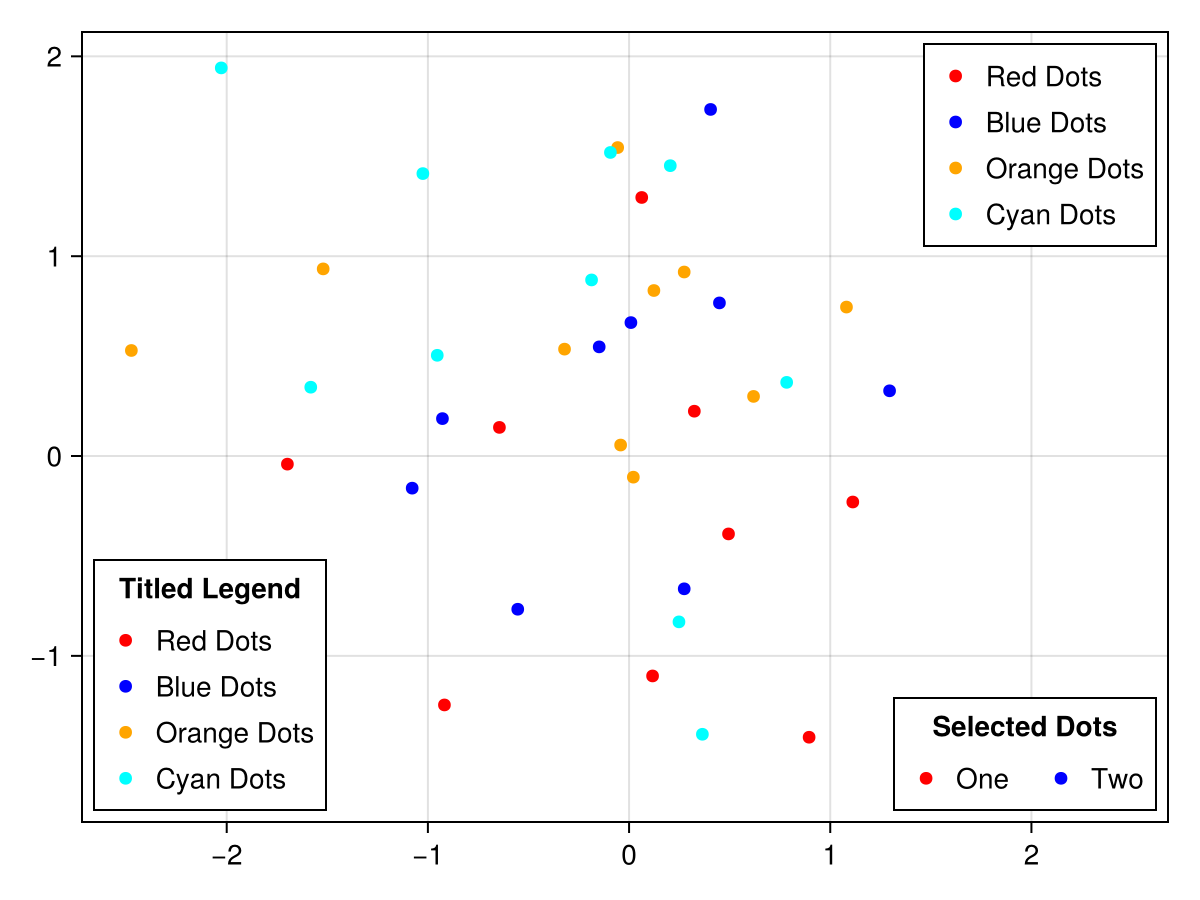 2
1
0
−1
−2
−1
0
1
2
Red Dots
Blue Dots
Orange Dots
Cyan Dots
Titled Legend
Red Dots
Blue Dots
Orange Dots
Cyan Dots
Selected Dots
One Two